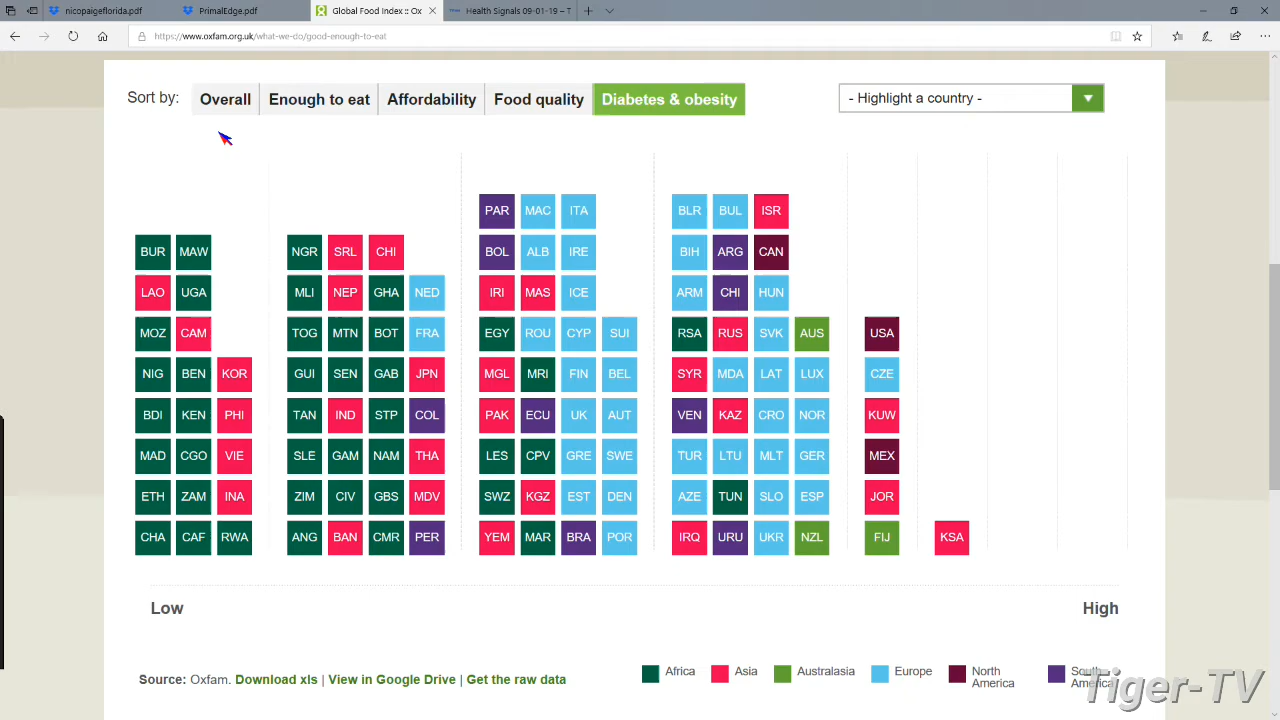 nicopaigeflorida.pdf PrimalEdge.pdf Global Food Index :: Ox Health Signals 09-01-19 – T
https://www.oxfam.org.uk/what-we-do/good-enough-to-eat
Sort by: Overall Enough to eat Affordability Food quality Diabetes & obesity - Highlight a country -
PAR MAC ITA BLR BUL ISR
BUR MAW NGR SRL CHI BOL ALB IRE BIH ARG CAN
LAO UGA MLI NEP GHA NED IRI MAS ICE ARM CHI HUN
MOZ CAM TOG MTN BOT FRA EGY ROU CYP SUI RSA RUS SVK AUS USA
NIG BEN KOR GUI SEN GAB JPN MGL MRI FIN BEL SYR MDA LAT LUX CZE
BDI KEN PHI TAN IND STP COL PAK ECU UK AUT VEN KAZ CRO NOR KUW
MAD CGO VIE SLE GAM NAM THA LES CPV GRE SWE TUR LTU MLT GER MEX
ETH ZAM INA ZIM CIV GBS MDV SWZ KGZ EST DEN AZE TUN SLO ESP JOR
CHA CAF RWA ANG BAN CMR PER YEM MAR BRA POR IRQ URU UKR NZL FIJ KSA
Low High
Source: Oxfam. Download xls | View in Google Drive | Get the raw data
Africa Asia Australasia Europe North America South America
Tiger-TV